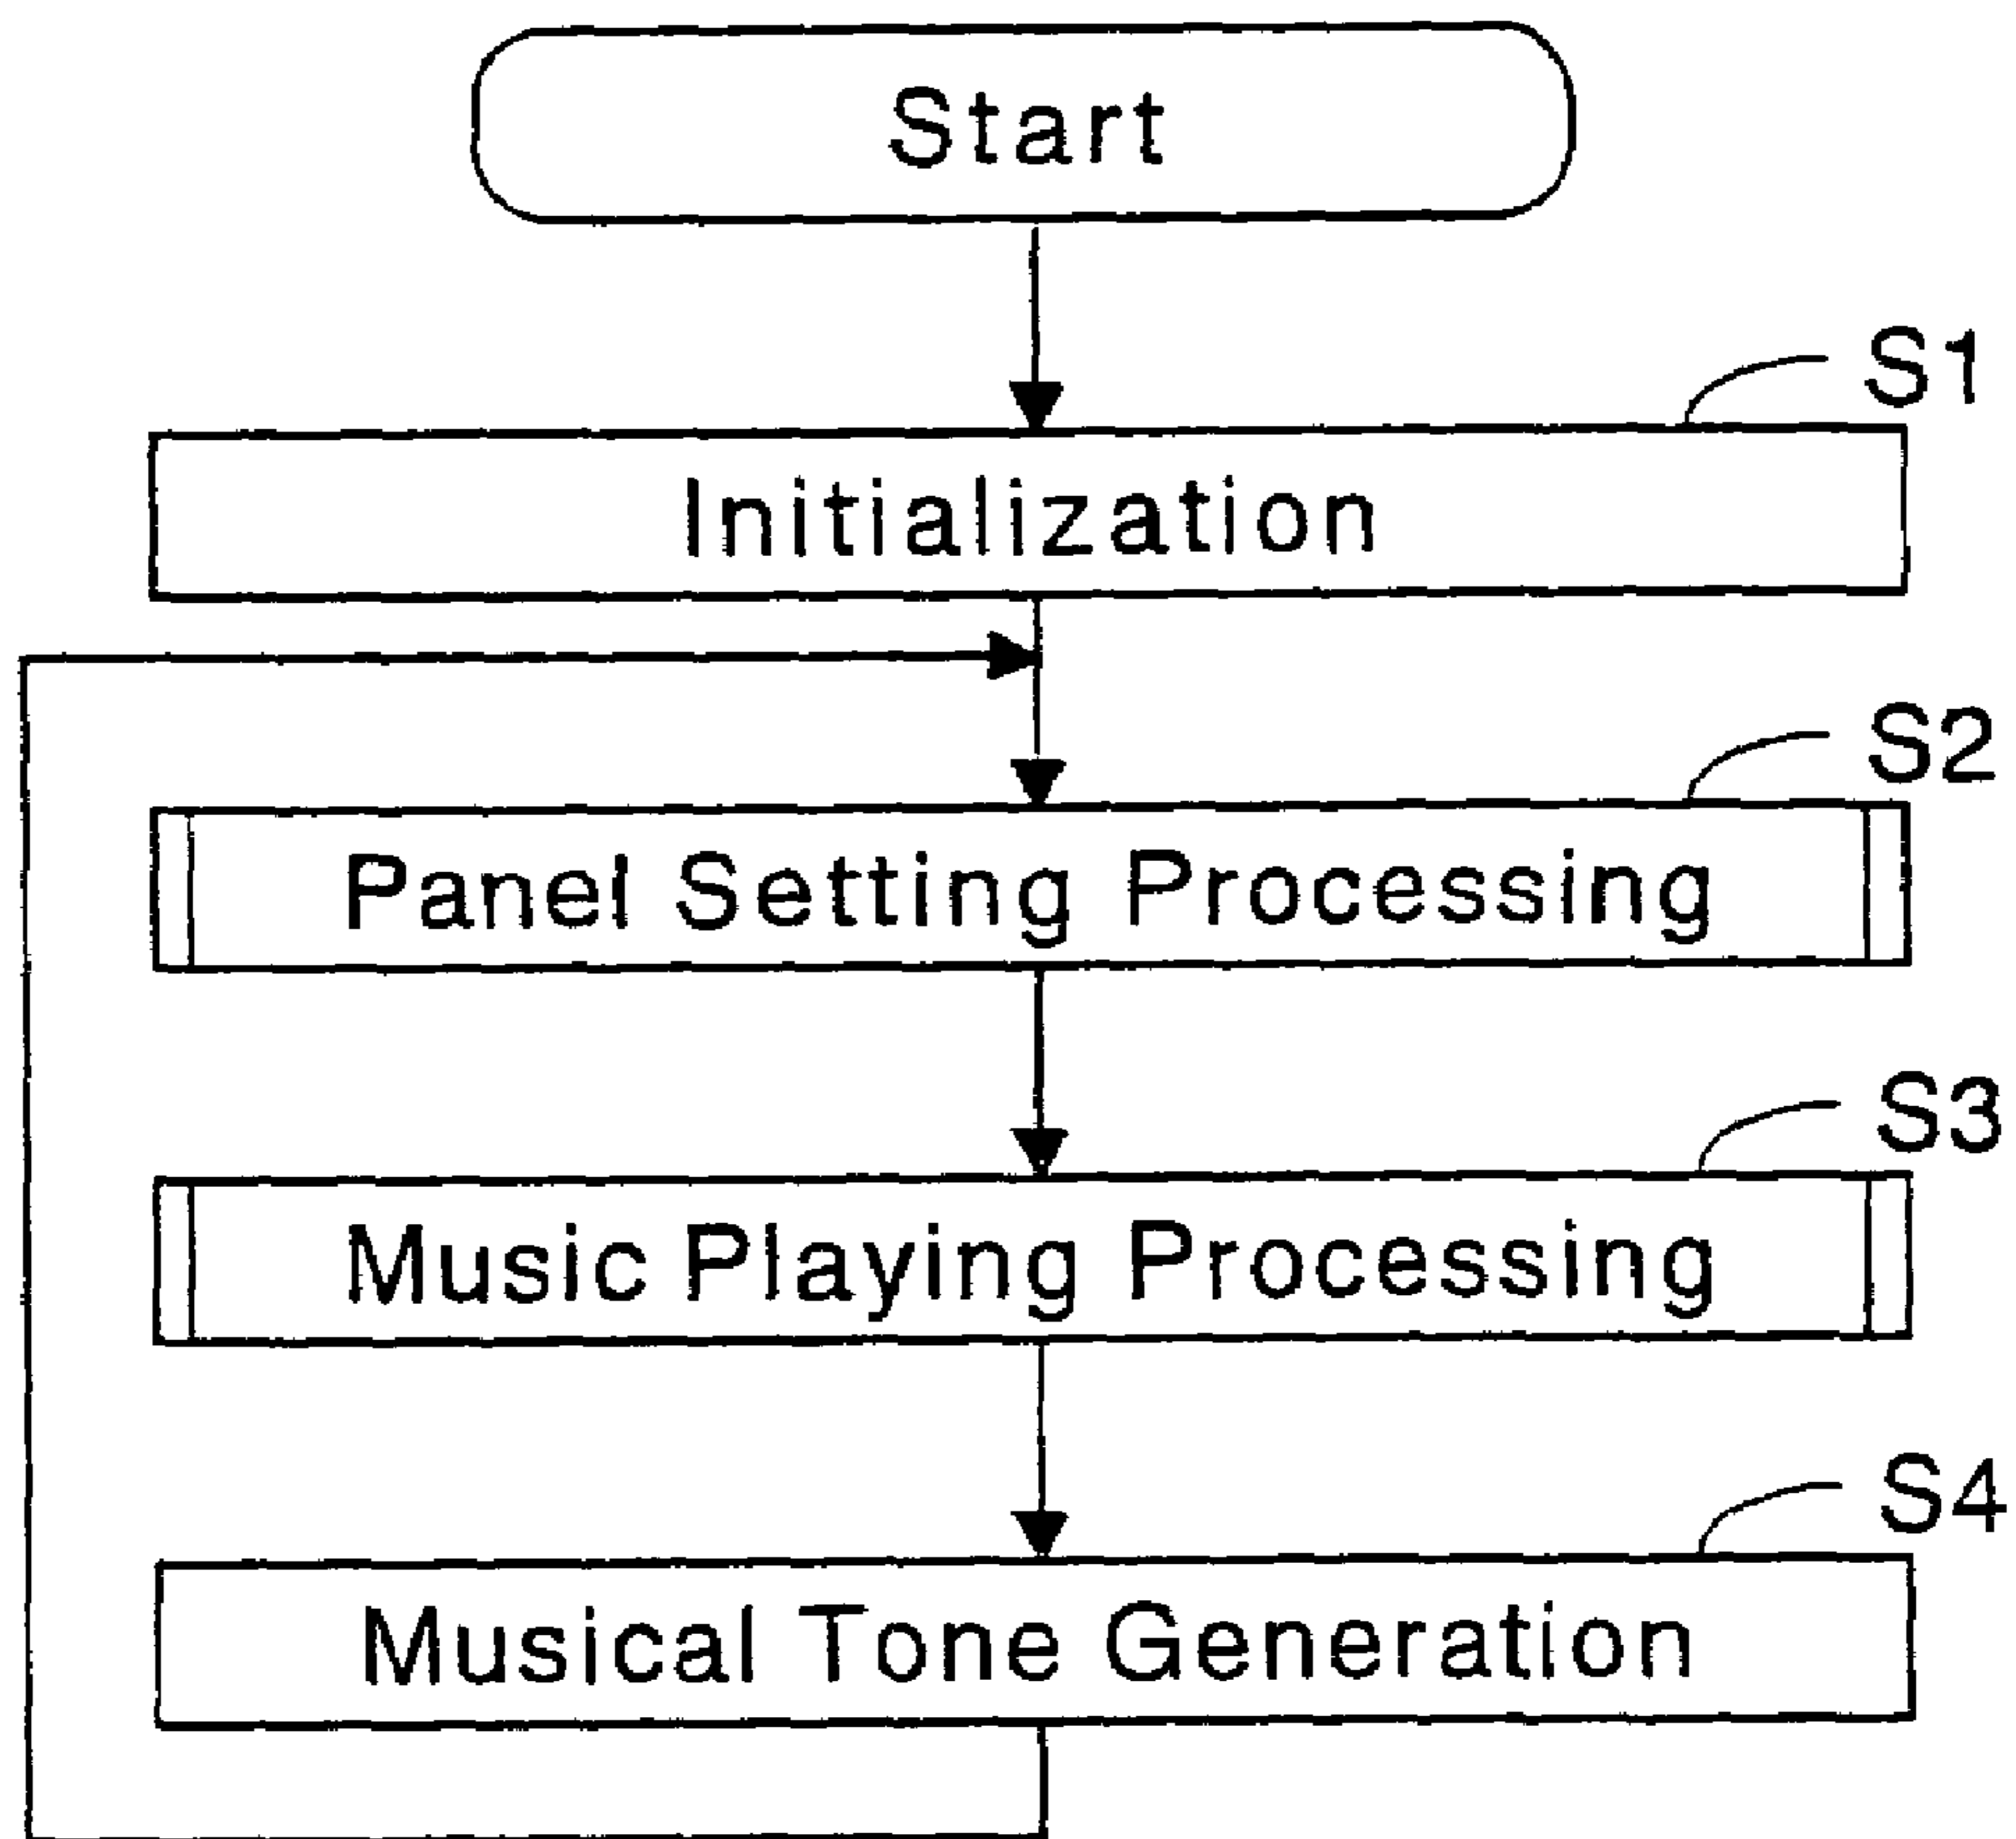 Start
S1
Initialization
S2
Panel Setting Processing
S3
Music Playing Processing
S4
Musical Tone Generation